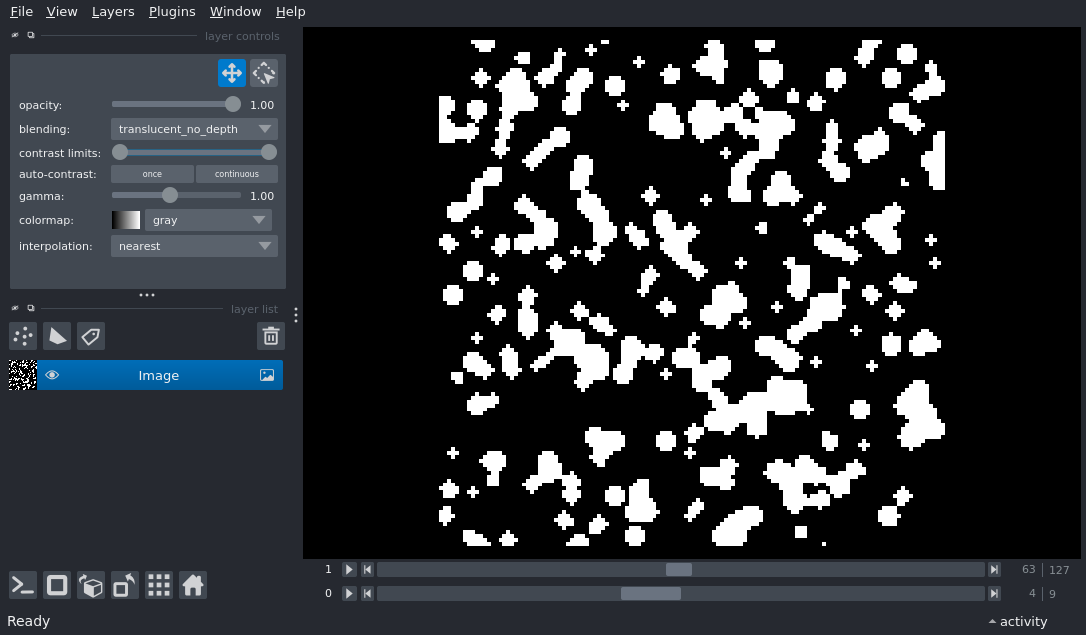 File View Layers Plugins Window Help
layer controls
opacity: 1.00
blending: translucent_no_depth
contrast limits:
auto-contrast: once continuous
gamma: 1.00
colormap: gray
interpolation: nearest
layer list
Image
1 63 127
0 4 9
Ready activity